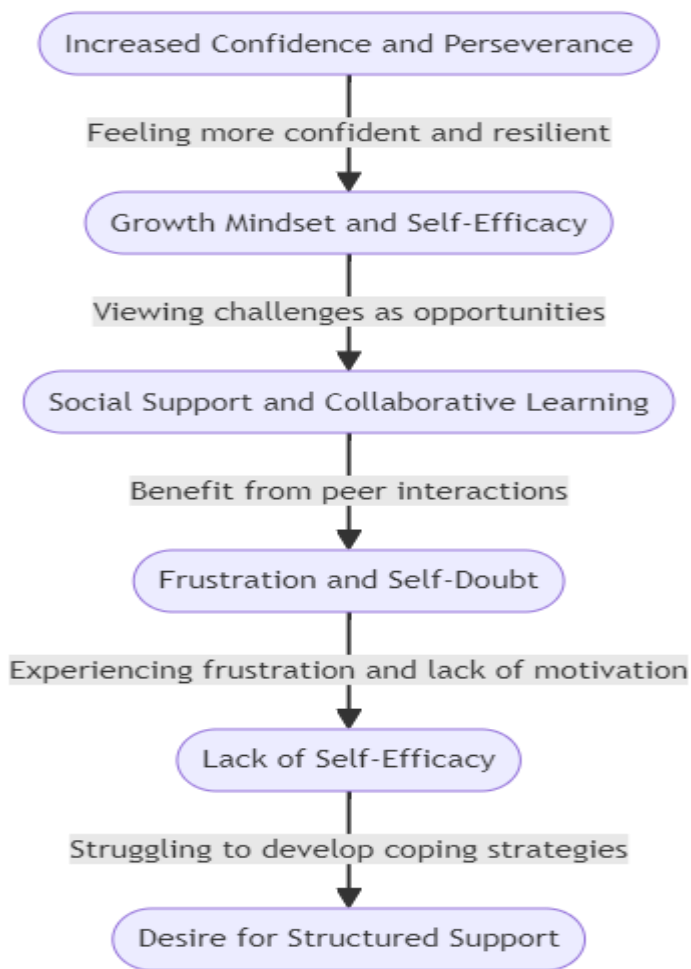 Increased Confidence and Perseverance
Feeling more confident and resilient
Growth Mindset and Self-Efficacy
Viewing challenges as opportunities
Social Support and Collaborative Learning
Benefit from peer interactions
Frustration and Self-Doubt
Experiencing frustration and lack of motivation
Lack of Self-Efficacy
Struggling to develop coping strategies
Desire for Structured Support